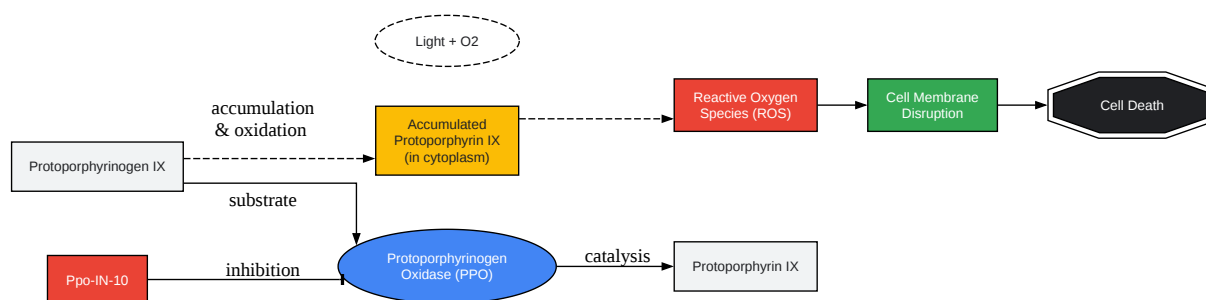 Light + O2
accumulation
& oxidation
Accumulated
Protoporphyrin IX
(in cytoplasm)
Reactive Oxygen
Species (ROS)
Cell Membrane
Disruption
Cell Death
Protoporphyrinogen IX
substrate
Ppo-IN-10
inhibition
Protoporphyrinogen
Oxidase (PPO)
catalysis
Protoporphyrin IX